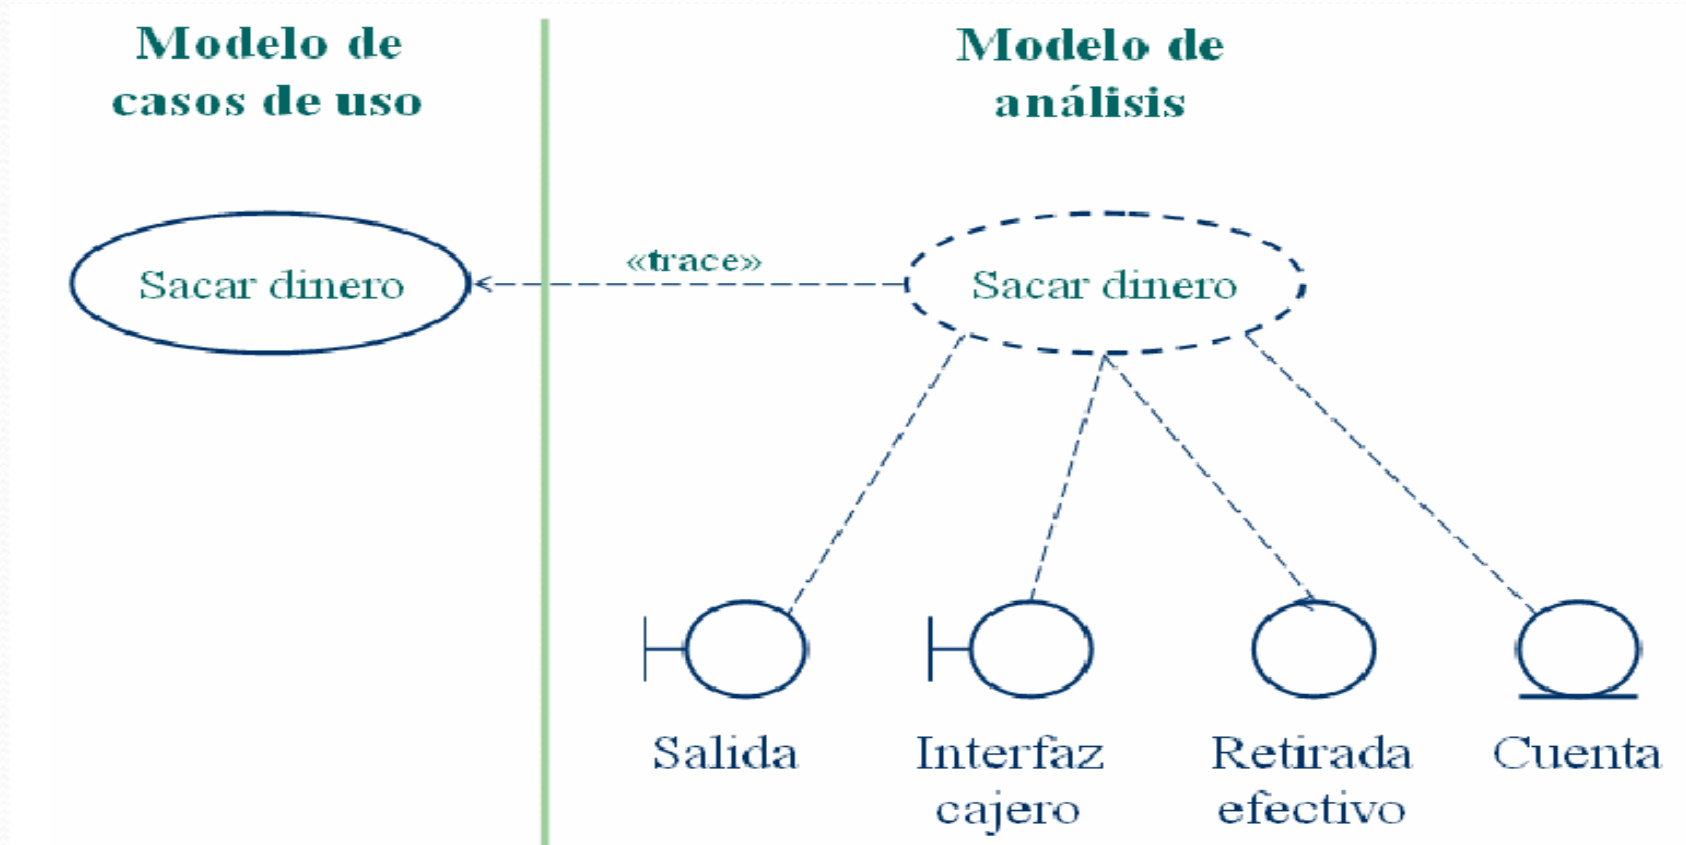 Modelo de
casos de uso
Modelo de
análisis
Sacar dinero
«trace»
Sacar dinero
Salida
Interfaz
cajero
Retirada
efectivo
Cuenta